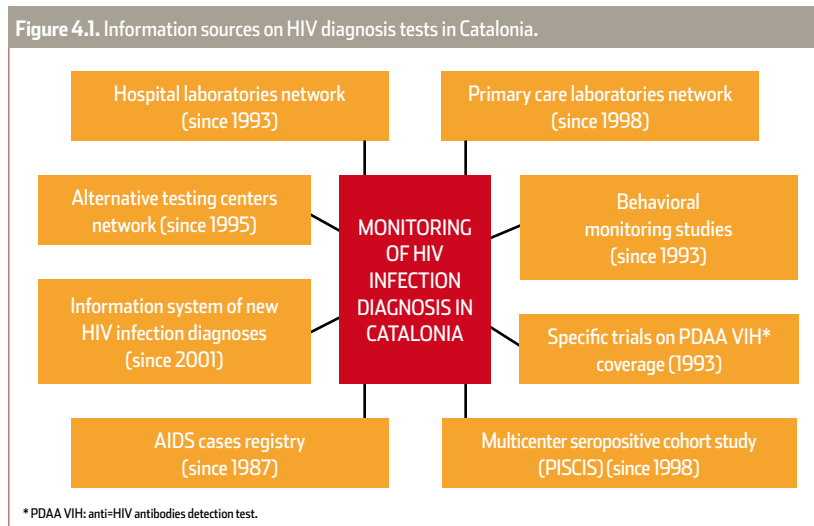 Figure 4.1. Information sources on HIV diagnosis tests in Catalonia.
Hospital laboratories network
(since 1993)
Primary care laboratories network
(since 1998)
Alternative testing centers
network (since 1995)
MONITORING
OF HIV
INFECTION
DIAGNOSIS IN
CATALONIA
Behavioral
monitoring studies
(since 1993)
Information system of new
HIV infection diagnoses
(since 2001)
Specific trials on PDAA VIH*
coverage (1993)
AIDS cases registry
(since 1987)
Multicenter seropositive cohort study
(PISCIS) (since 1998)
* PDAA VIH: anti=HIV antibodies detection test.